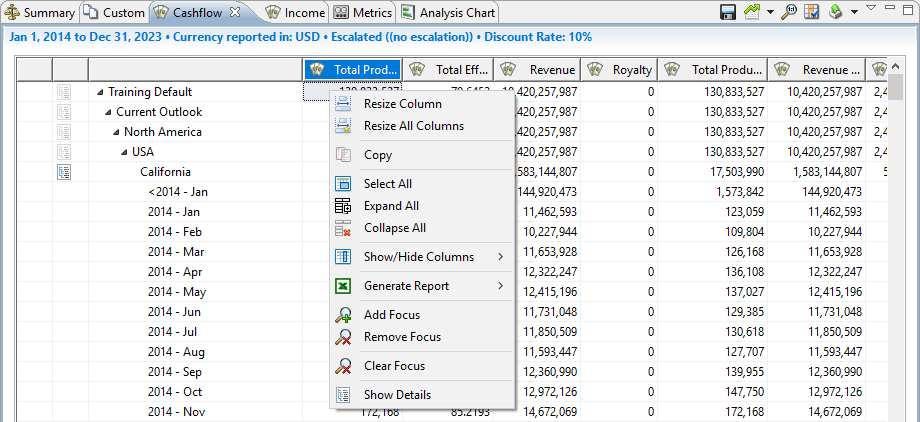 Summary Custom Cashflow Income Metrics Analysis Chart
Jan 1, 2014 to Dec 31, 2023 • Currency reported in: USD • Escalated ((no escalation)) • Discount Rate: 10%
Total Prod... Total Eff... Revenue Royalty Total Produ... Revenue ...
Training Default 10,420,257,987 0 130,833,527 10,420,257,987 2,4
Current Outlook 10,420,257,987 0 130,833,527 10,420,257,987 2,4
North America 10,420,257,987 0 130,833,527 10,420,257,987 2,4
USA 10,420,257,987 0 130,833,527 10,420,257,987 2,4
California 1,583,144,807 0 17,503,990 1,583,144,807 5
<2014 - Jan 144,920,473 0 1,573,842 144,920,473
2014 - Jan 11,462,593 0 123,059 11,462,593
2014 - Feb 10,227,944 0 109,804 10,227,944
2014 - Mar 11,653,928 0 126,168 11,653,928
2014 - Apr 12,322,247 0 136,108 12,322,247
2014 - May 12,415,196 0 137,027 12,415,196
2014 - Jun 11,731,048 0 129,385 11,731,048
2014 - Jul 11,850,509 0 130,618 11,850,509
2014 - Aug 11,593,447 0 127,707 11,593,447
2014 - Sep 12,360,990 0 139,955 12,360,990
2014 - Oct 12,972,126 0 147,750 12,972,126
2014 - Nov 172,168 85.2193 14,672,069 0 172,168 14,672,069
Resize Column
Resize All Columns
Copy
Select All
Expand All
Collapse All
Show/Hide Columns
Generate Report
Add Focus
Remove Focus
Clear Focus
Show Details